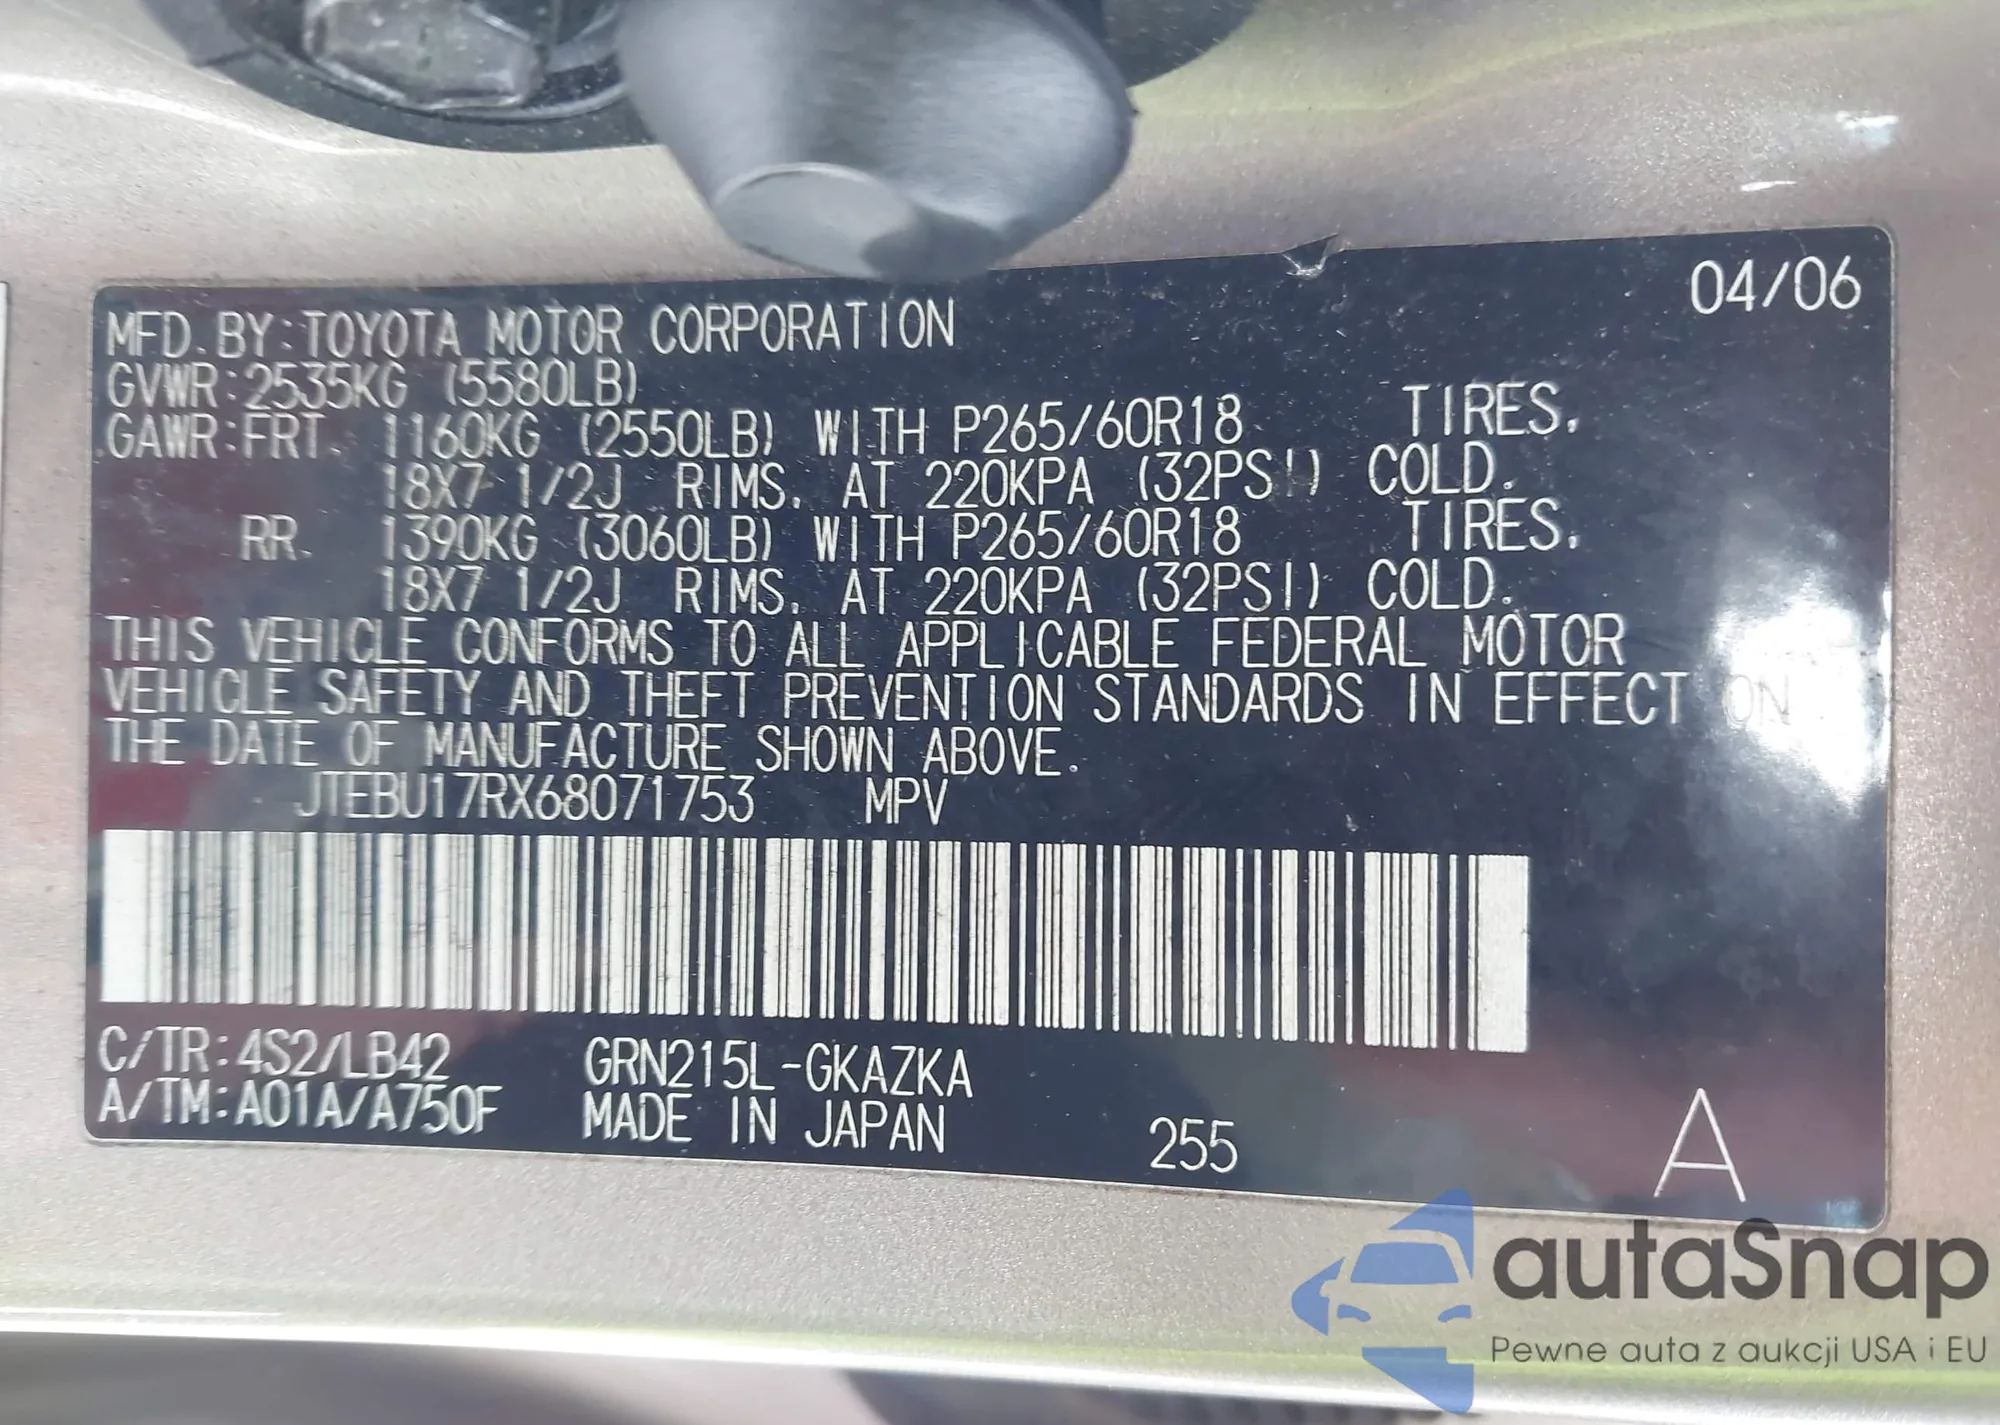 04/06
MFD. BY: TOYOTA MOTOR CORPORATION
GVWR: 2535KG (5580LB)
GAWR: FRT. 1160KG (2550LB) WITH P265/60R18 TIRES,
18X7 1/2J RIMS, AT 220KPA (32PSI) COLD.
RR. 1390KG (3060LB) WITH P265/60R18 TIRES,
18X7 1/2J RIMS, AT 220KPA (32PSI) COLD.
THIS VEHICLE CONFORMS TO ALL APPLICABLE FEDERAL MOTOR
VEHICLE SAFETY AND THEFT PREVENTION STANDARDS IN EFFECT ON
THE DATE OF MANUFACTURE SHOWN ABOVE.
JTEBU17RX68071753 MPV
C/TR: 4S2/LB42 GRN215L-GKAZKA
A/TM: A01A/A750F MADE IN JAPAN 255 A
autaSnap
Pewne auta z aukcji USA i EU